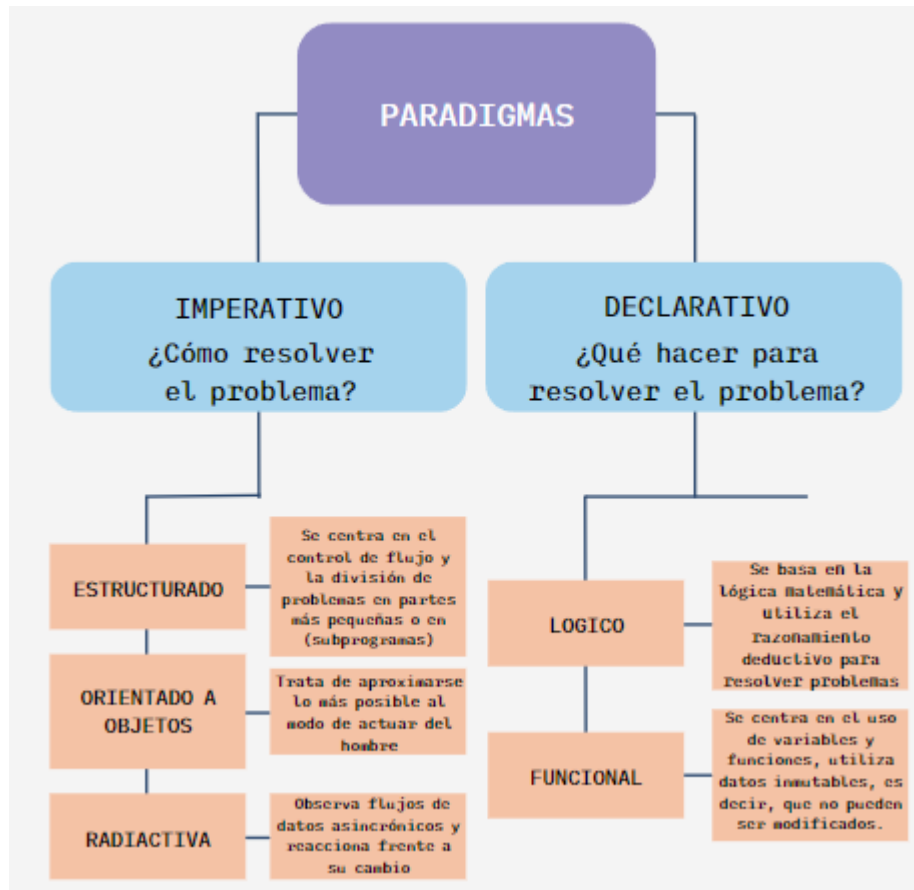 PARADIGMAS
IMPERATIVO
¿Cómo resolver
el problema?
DECLARATIVO
¿Qué hacer para
resolver el problema?
ESTRUCTURADO
Se centra en el
control de flujo y
la división de
problemas en partes
más pequeñas o en
(subprogramas)
ORIENTADO A
OBJETOS
Trata de aproximarse
lo más posible al
modo de actuar del
hombre
RADIACTIVA
Observa flujos de
datos asincrónicos y
reacciona frente a
su cambio
LOGICO
Se basa en la
lógica matemática y
utiliza el
razonamiento
deductivo para
resolver problemas
FUNCIONAL
Se centra en el uso
de variables y
funciones, utiliza
datos inmutables, es
decir, que no pueden
ser modificados.